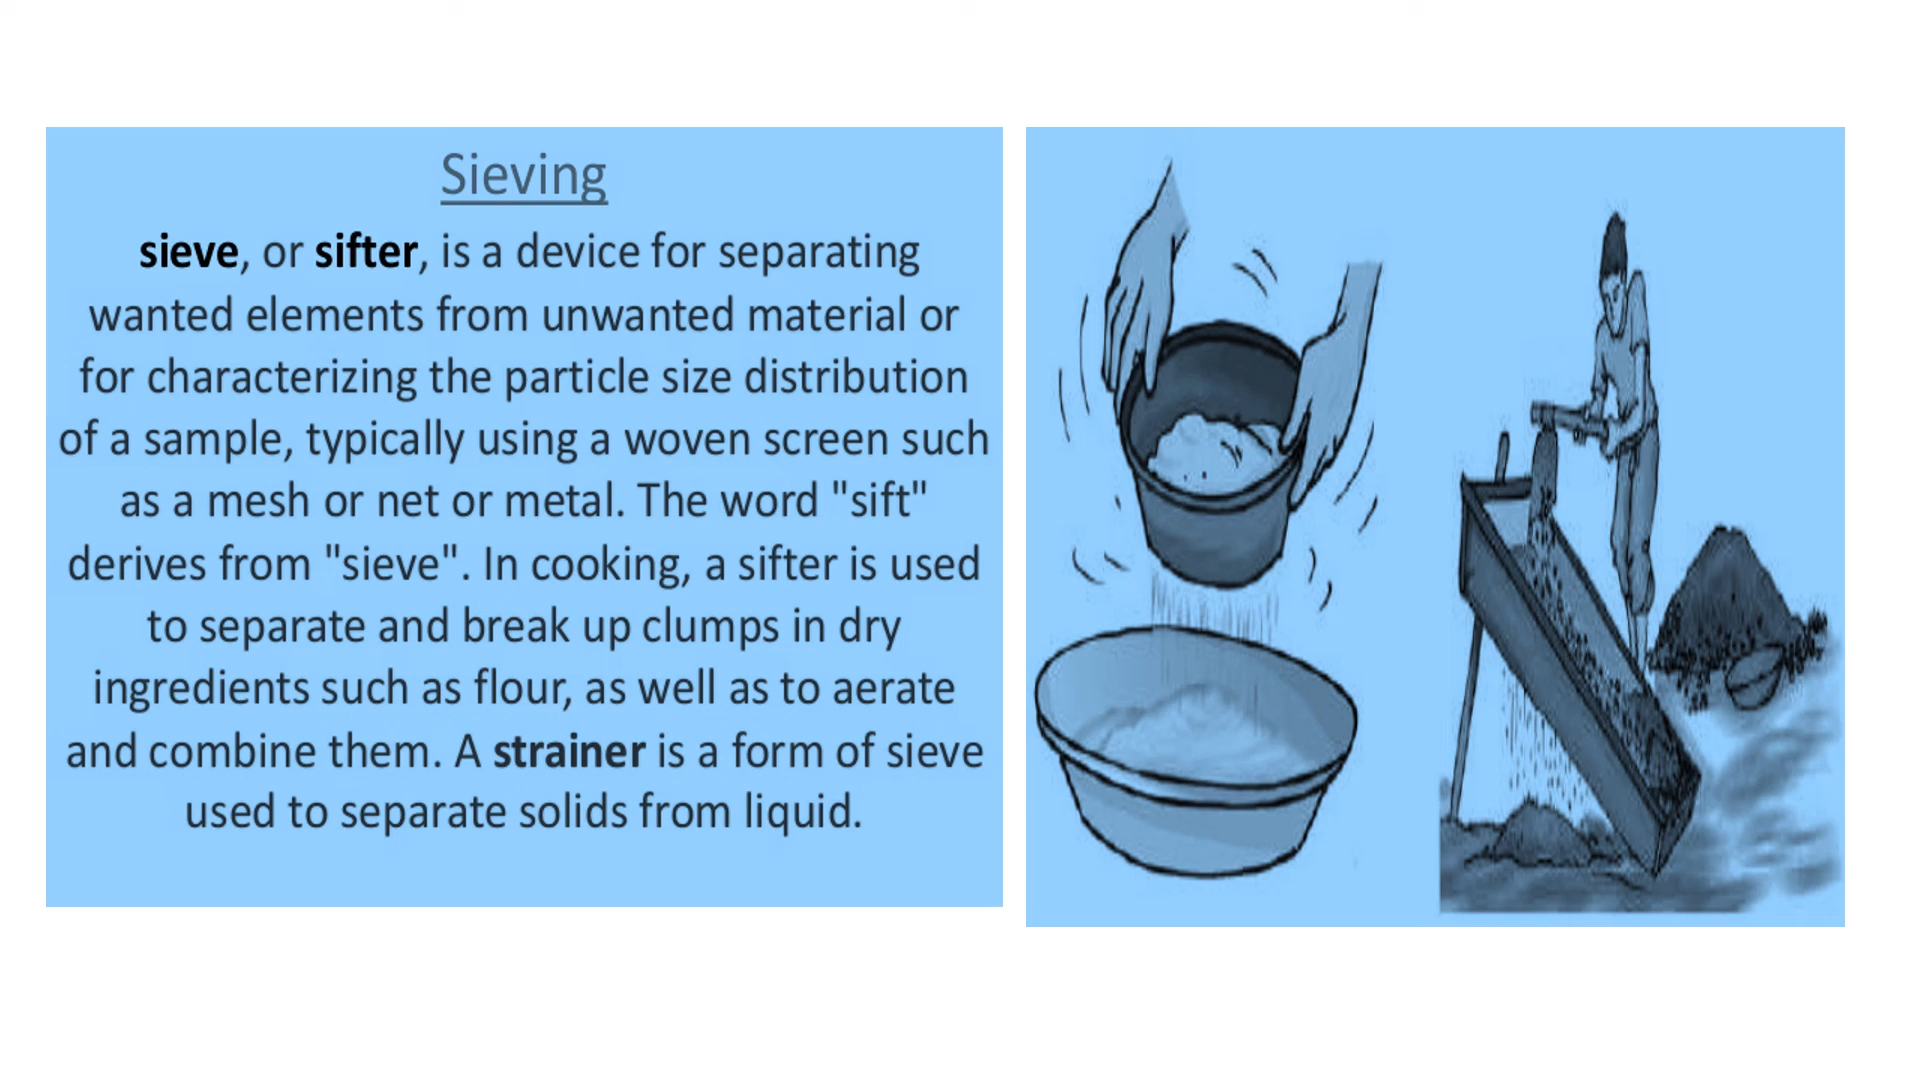 Sieving
sieve, or sifter, is a device for separating
wanted elements from unwanted material or
for characterizing the particle size distribution
of a sample, typically using a woven screen such
as a mesh or net or metal. The word "sift"
derives from "sieve". In cooking, a sifter is used
to separate and break up clumps in dry
ingredients such as flour, as well as to aerate
and combine them. A strainer is a form of sieve
used to separate solids from liquid.